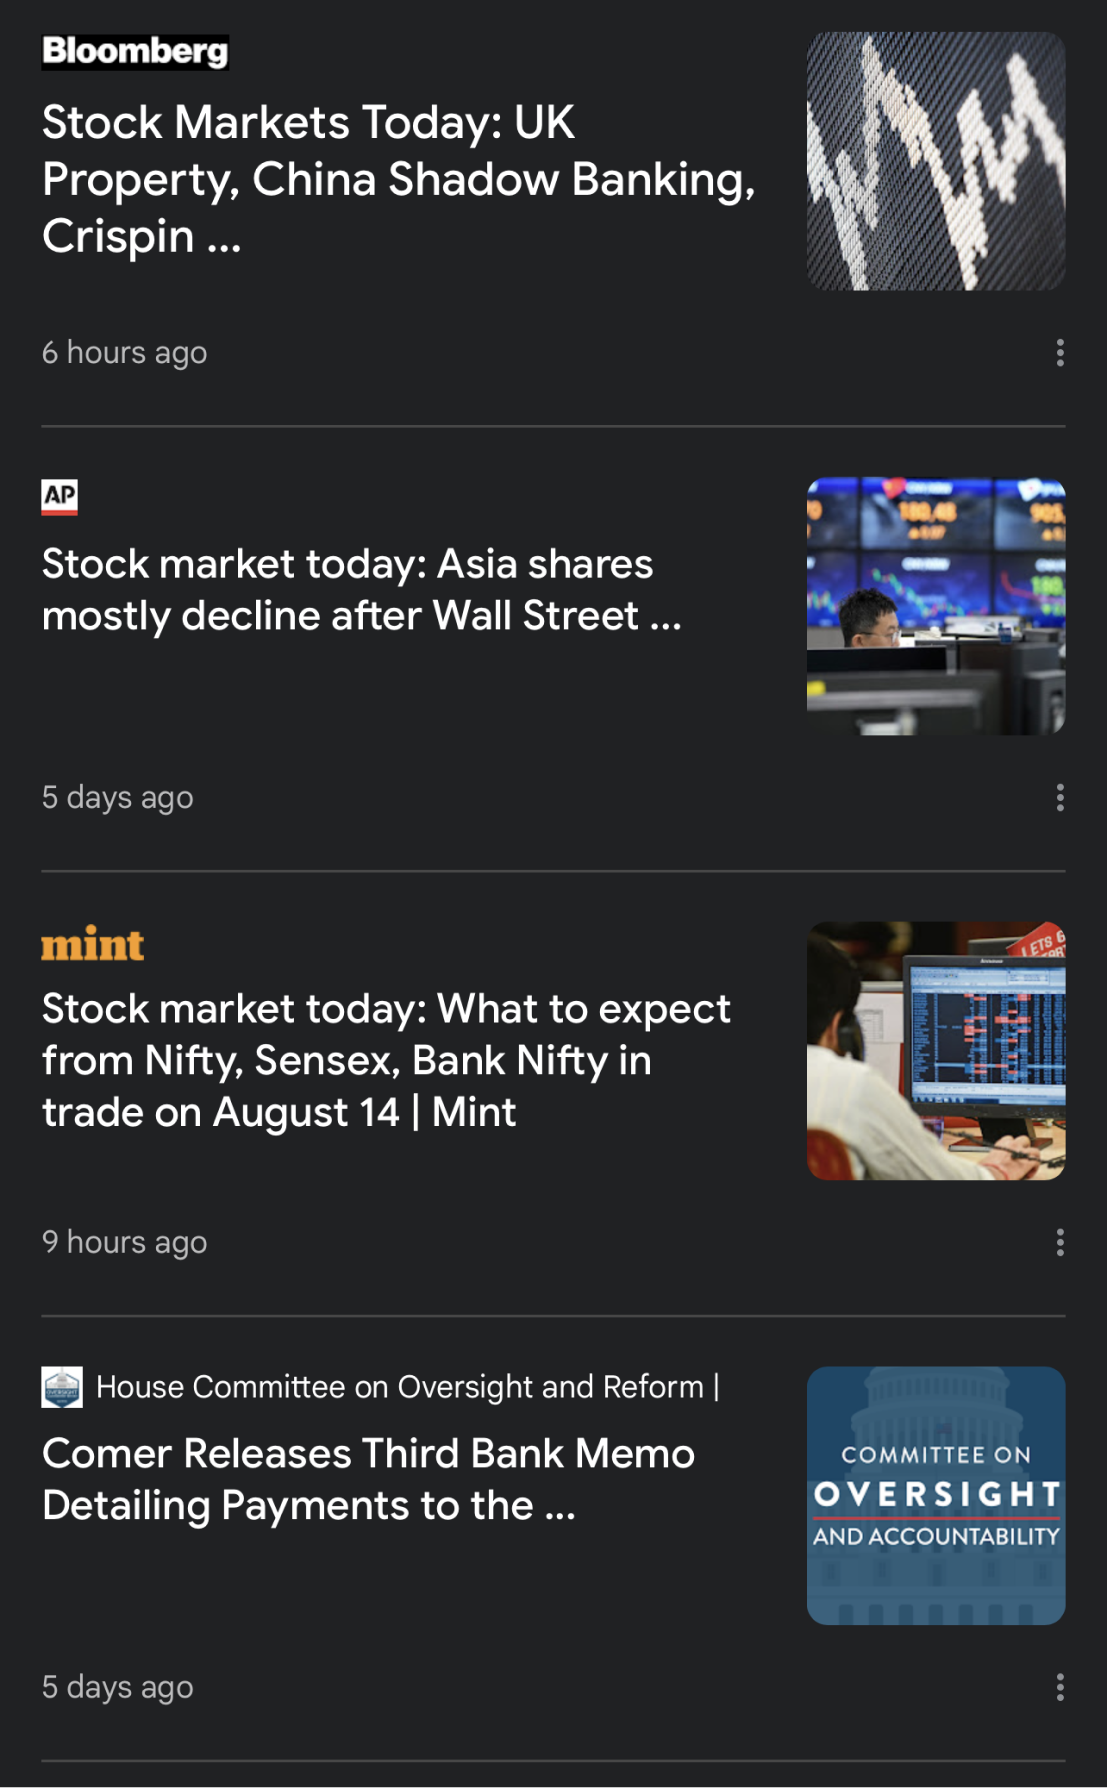 Bloomberg
Stock Markets Today: UK
Property, China Shadow Banking,
Crispin ...
6 hours ago
AP
Stock market today: Asia shares
mostly decline after Wall Street ...
5 days ago
mint
Stock market today: What to expect
from Nifty, Sensex, Bank Nifty in
trade on August 14 | Mint
LETS
9 hours ago
House Committee on Oversight and Reform |
Comer Releases Third Bank Memo
Detailing Payments to the ...
COMMITTEE ON
OVERSIGHT
AND ACCOUNTABILITY
5 days ago